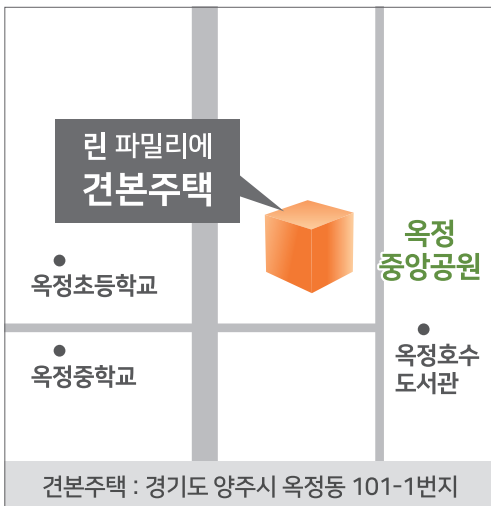 린 파밀리에
견본주택
옥정
중앙공원
옥정초등학교
옥정중학교
옥정호수
도서관
견본주택 : 경기도 양주시 옥정동 101-1번지